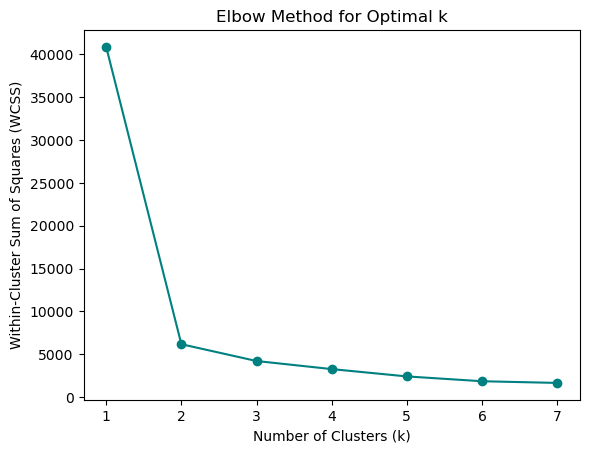 Elbow Method for Optimal k
Within-Cluster Sum of Squares (WCSS)
40000
35000
30000
25000
20000
15000
10000
5000
0
1 2 3 4 5 6 7
Number of Clusters (k)